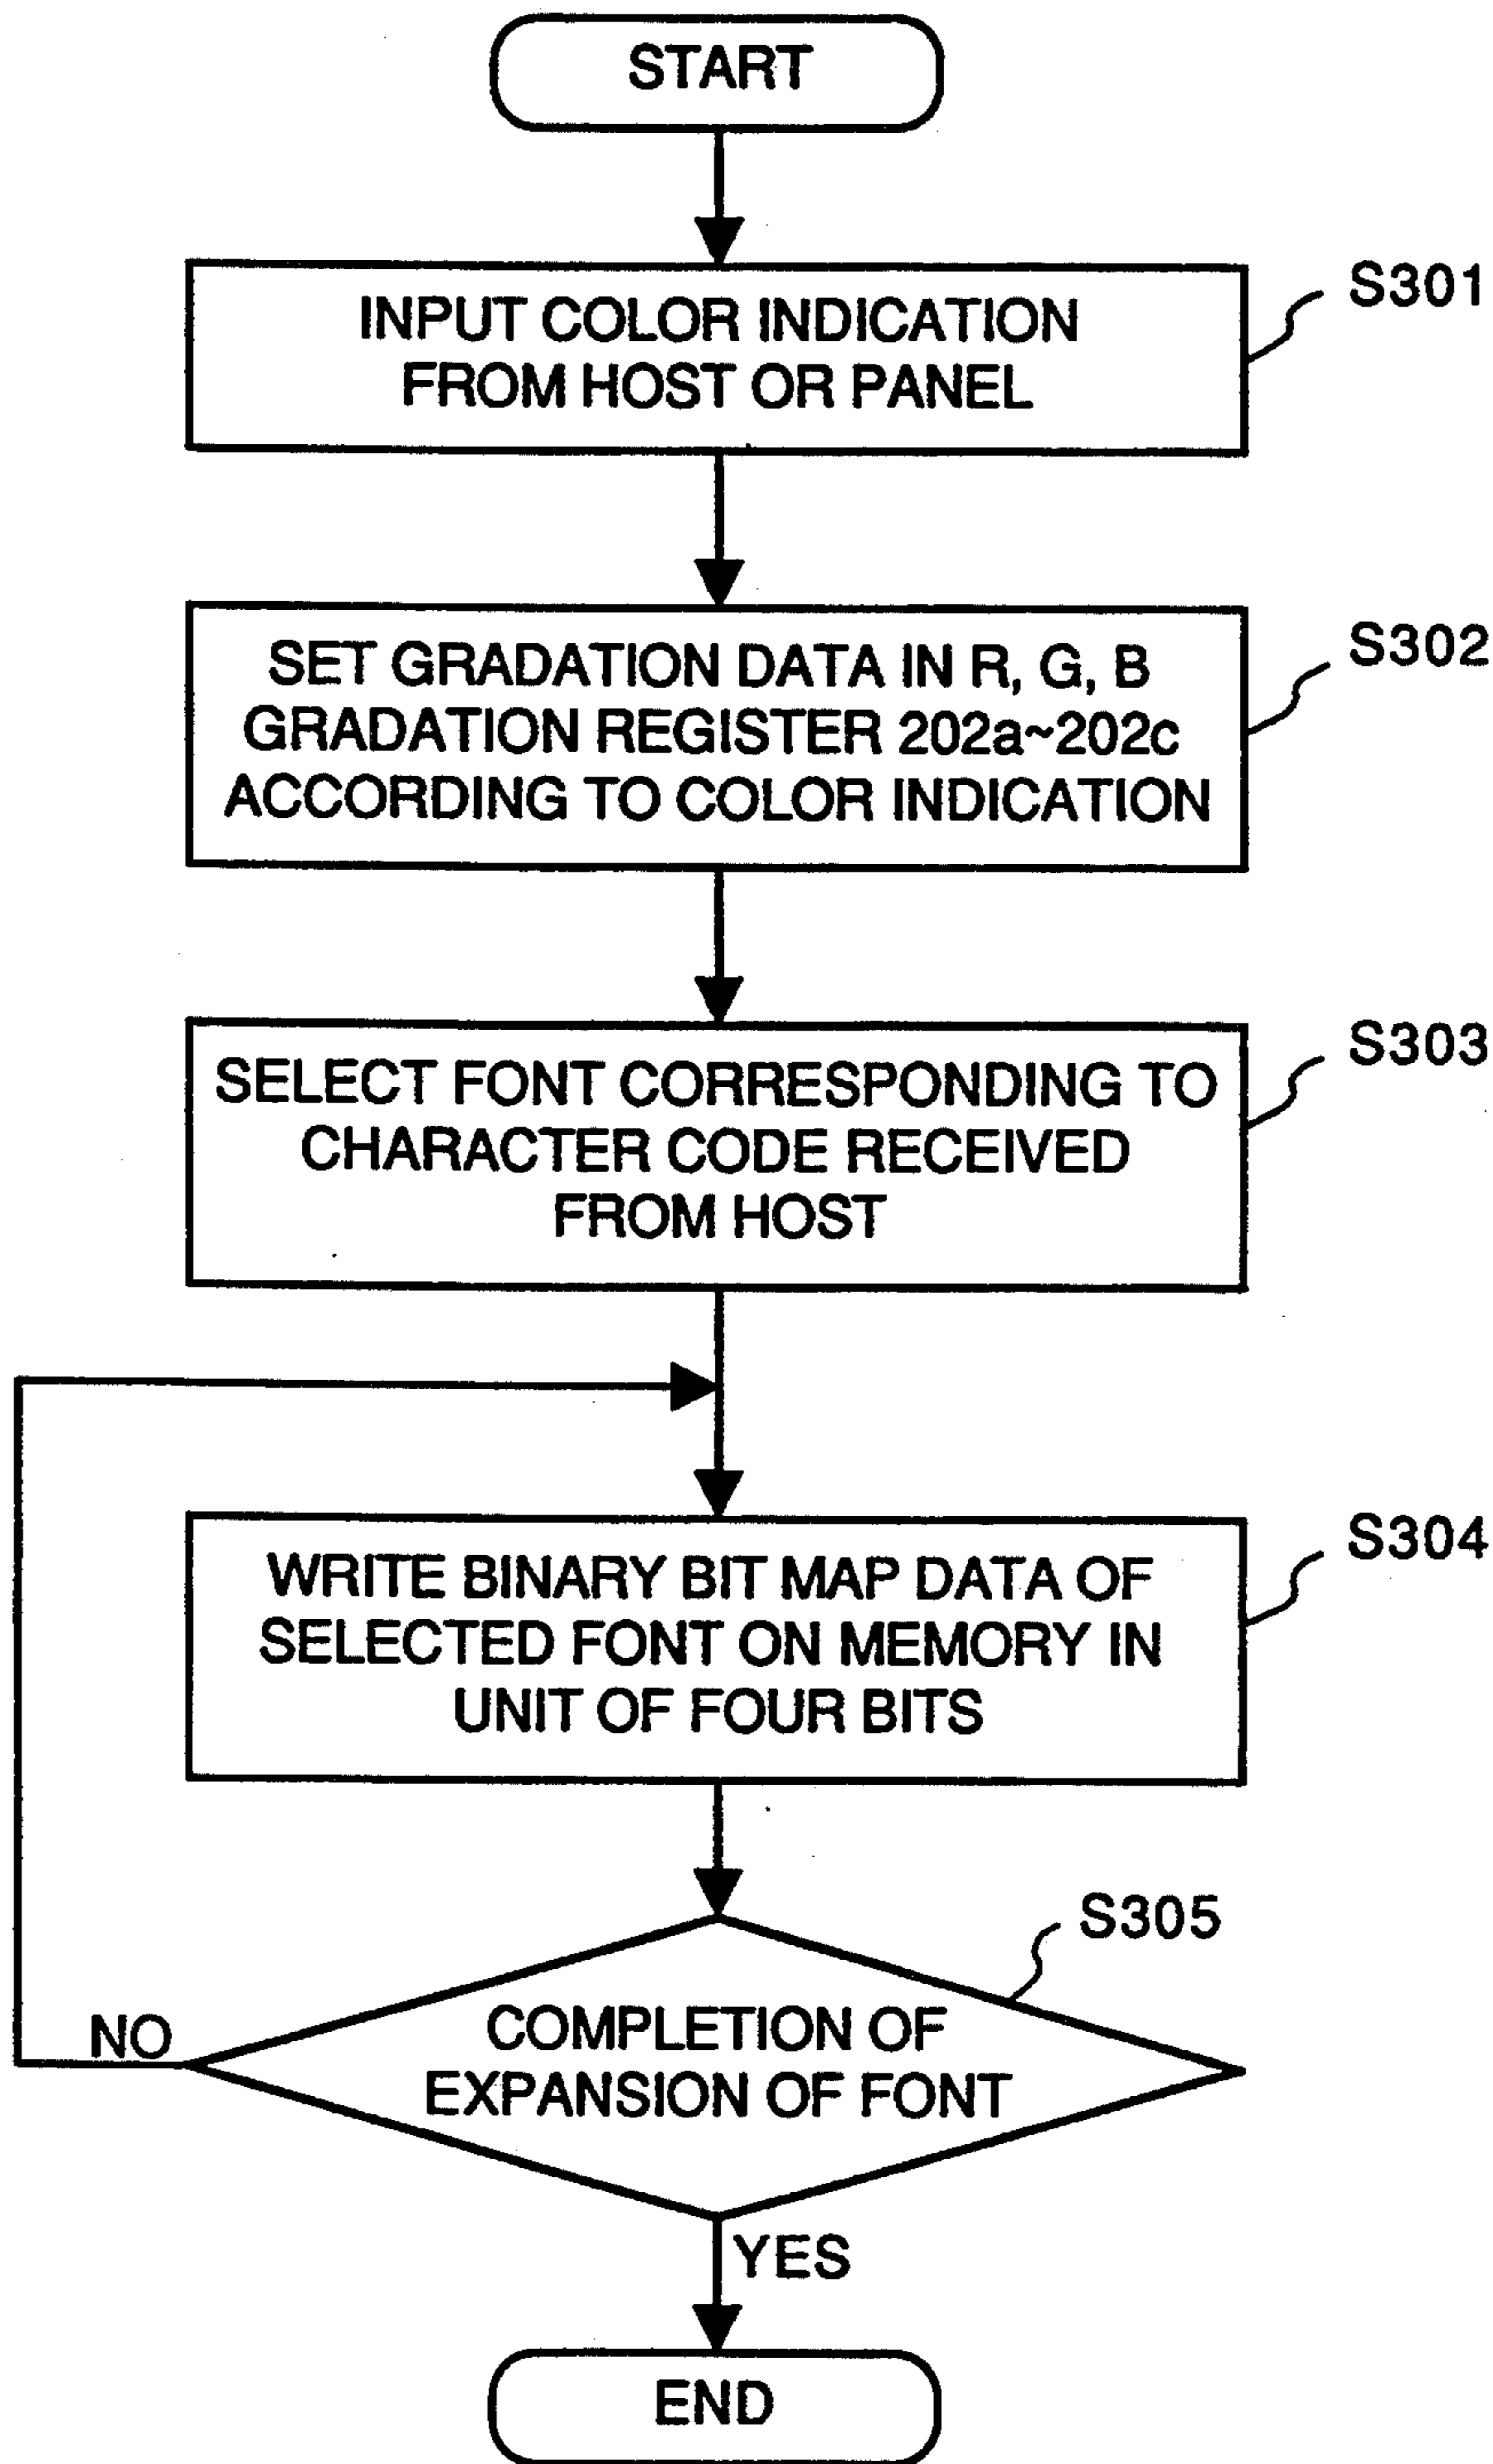 START
INPUT COLOR INDICATION
FROM HOST OR PANEL
S301
SET GRADATION DATA IN R, G, B
GRADATION REGISTER 202a~202c
ACCORDING TO COLOR INDICATION
S302
SELECT FONT CORRESPONDING TO
CHARACTER CODE RECEIVED
FROM HOST
S303
WRITE BINARY BIT MAP DATA OF
SELECTED FONT ON MEMORY IN
UNIT OF FOUR BITS
S304
S305
COMPLETION OF
EXPANSION OF FONT
NO
YES
END